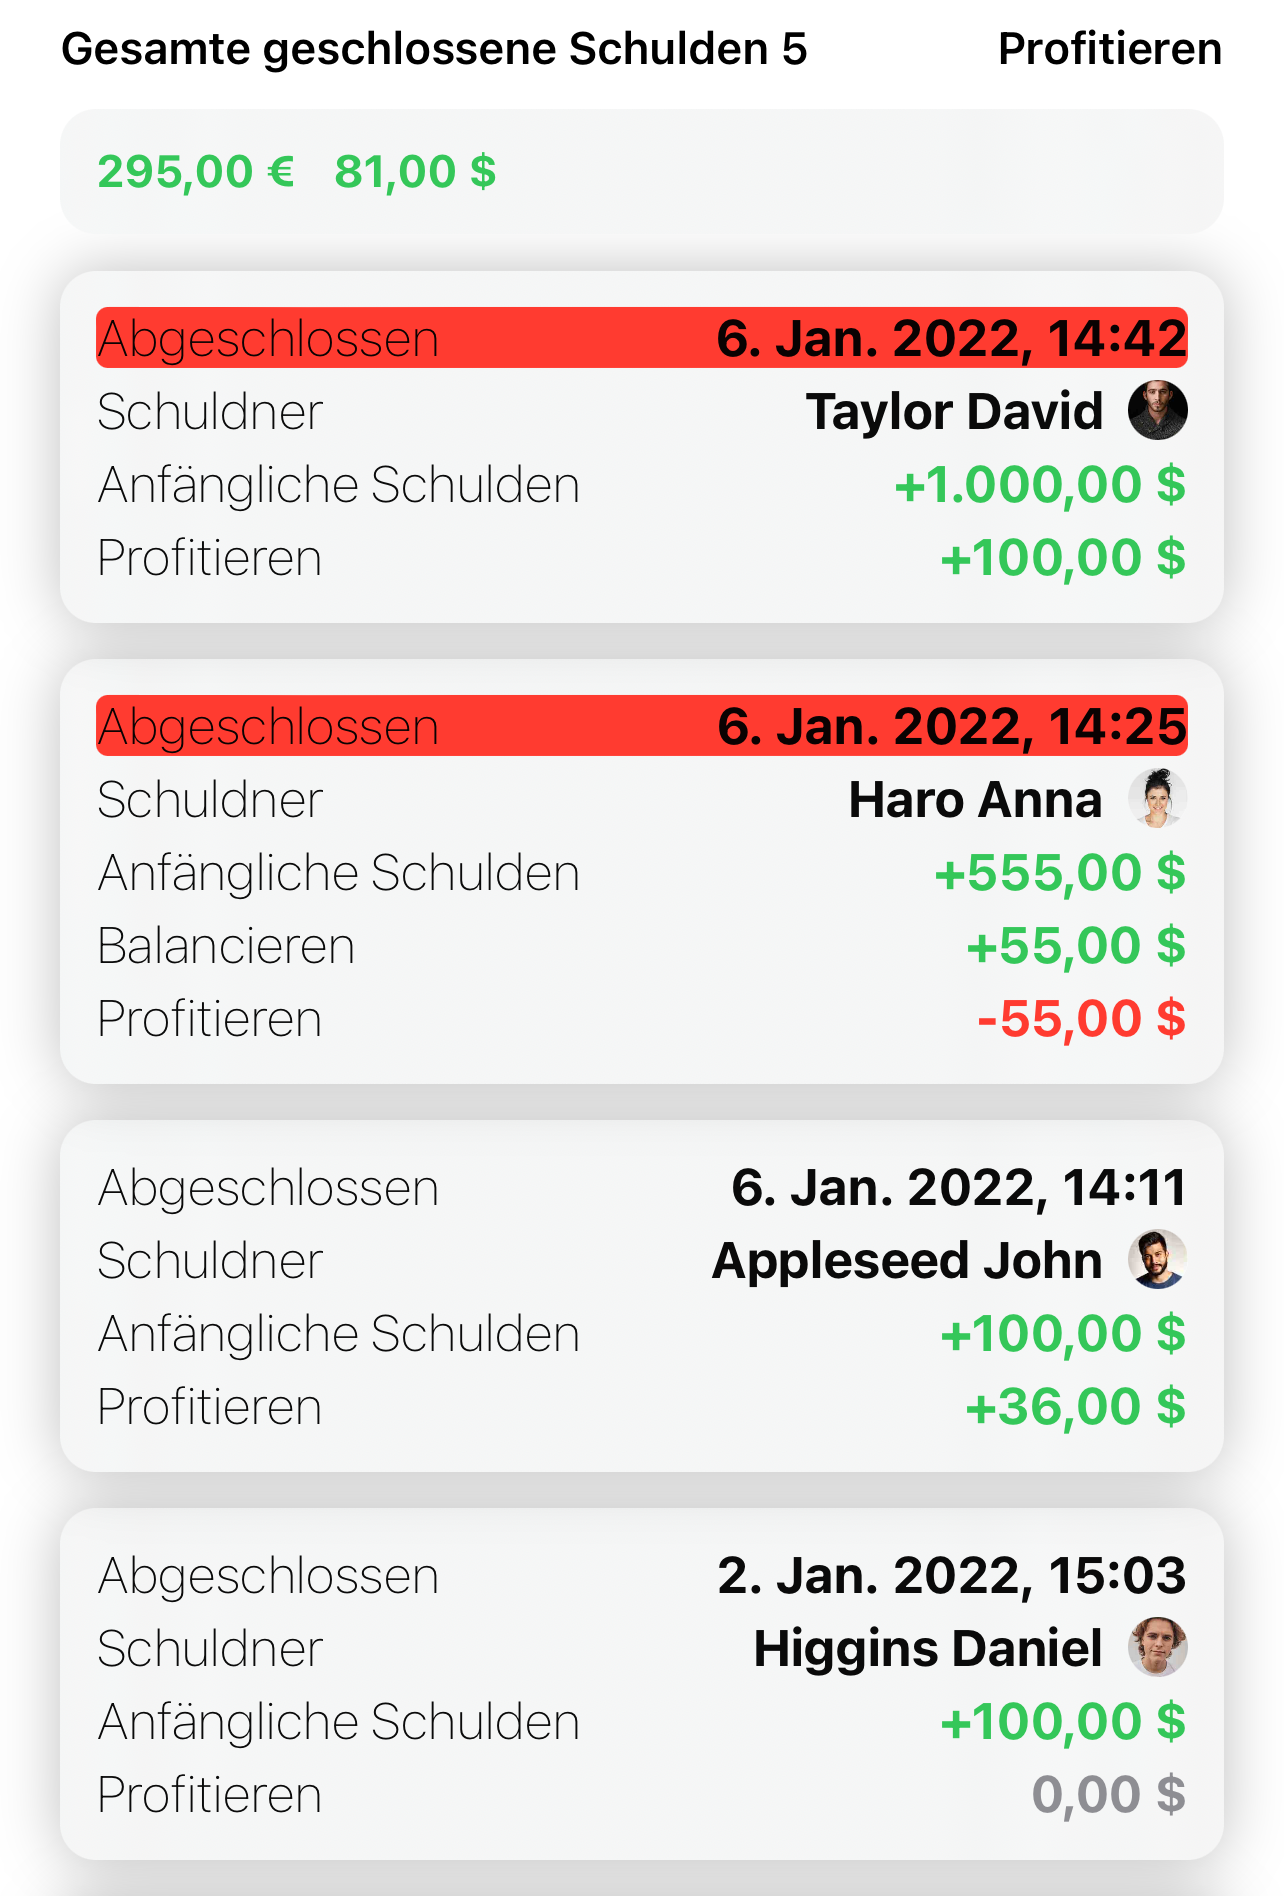 Gesamte geschlossene Schulden 5 Profitieren
295,00 € 81,00 $
Abgeschlossen 6. Jan. 2022, 14:42
Schuldner Taylor David
Anfängliche Schulden +1.000,00 $
Profitieren +100,00 $
Abgeschlossen 6. Jan. 2022, 14:25
Schuldner Haro Anna
Anfängliche Schulden +555,00 $
Balancieren +55,00 $
Profitieren -55,00 $
Abgeschlossen 6. Jan. 2022, 14:11
Schuldner Appleseed John
Anfängliche Schulden +100,00 $
Profitieren +36,00 $
Abgeschlossen 2. Jan. 2022, 15:03
Schuldner Higgins Daniel
Anfängliche Schulden +100,00 $
Profitieren 0,00 $